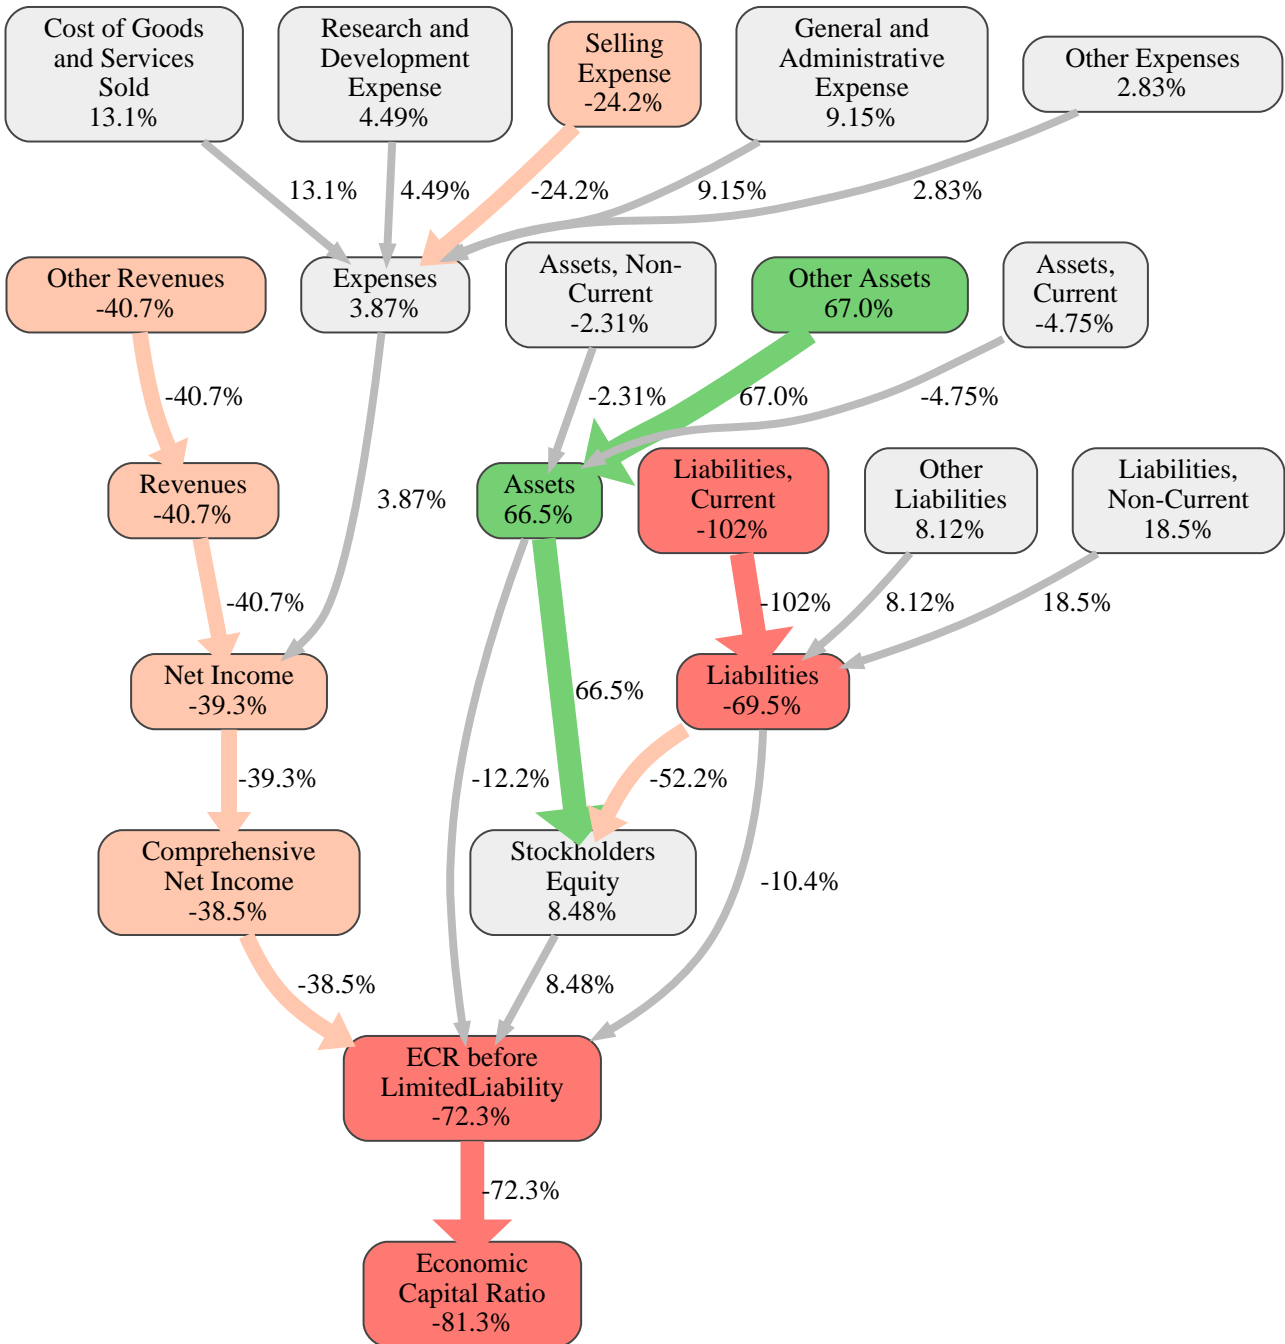 Cost of Goods
and Services
Sold
13.1%
Research and
Development
Expense
4.49%
Selling
Expense
-24.2%
General and
Administrative
Expense
9.15%
Other Expenses
2.83%
13.1%
4.49%
-24.2%
9.15%
2.83%
Other Revenues
-40.7%
Expenses
3.87%
Assets, Non-
Current
-2.31%
Other Assets
67.0%
Assets,
Current
-4.75%
-40.7%
-2.31%
67.0%
-4.75%
Revenues
-40.7%
3.87%
Assets
66.5%
Liabilities,
Current
-102%
Other
Liabilities
8.12%
Liabilities,
Non-Current
18.5%
-40.7%
-102%
8.12%
18.5%
Net Income
-39.3%
66.5%
Liabilities
-69.5%
-39.3%
-12.2%
-52.2%
Comprehensive
Net Income
-38.5%
Stockholders
Equity
8.48%
-10.4%
-38.5%
8.48%
ECR before
LimitedLiability
-72.3%
-72.3%
Economic
Capital Ratio
-81.3%